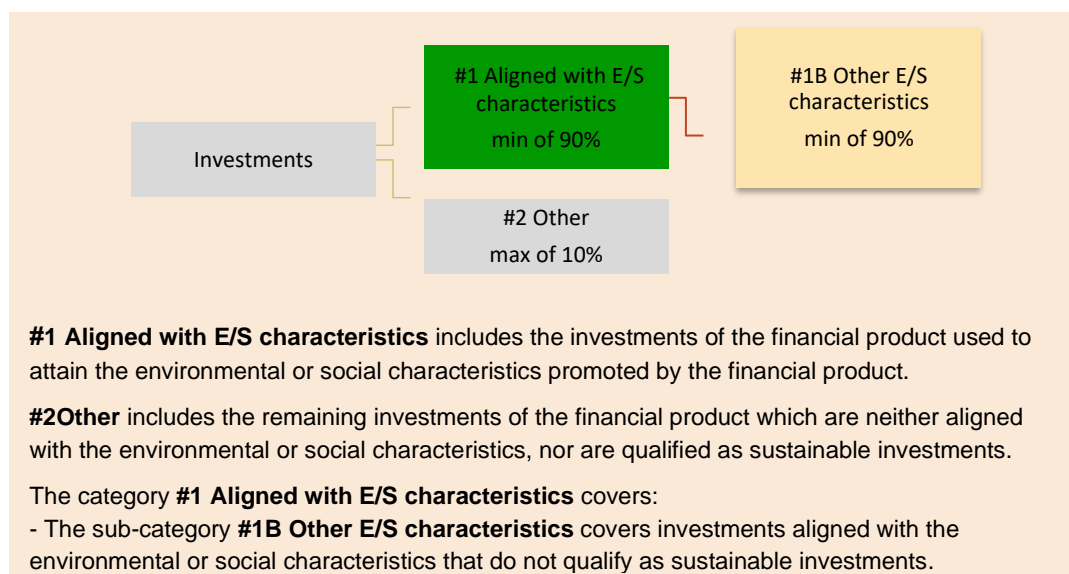 #1 Aligned with E/S
characteristics
min of 90%
#1B Other E/S
characteristics
min of 90%
Investments
#2 Other
max of 10%
#1 Aligned with E/S characteristics includes the investments of the financial product used to
attain the environmental or social characteristics promoted by the financial product.
#2Other includes the remaining investments of the financial product which are neither aligned
with the environmental or social characteristics, nor are qualified as sustainable investments.
The category #1 Aligned with E/S characteristics covers:
- The sub-category #1B Other E/S characteristics covers investments aligned with the
environmental or social characteristics that do not qualify as sustainable investments.